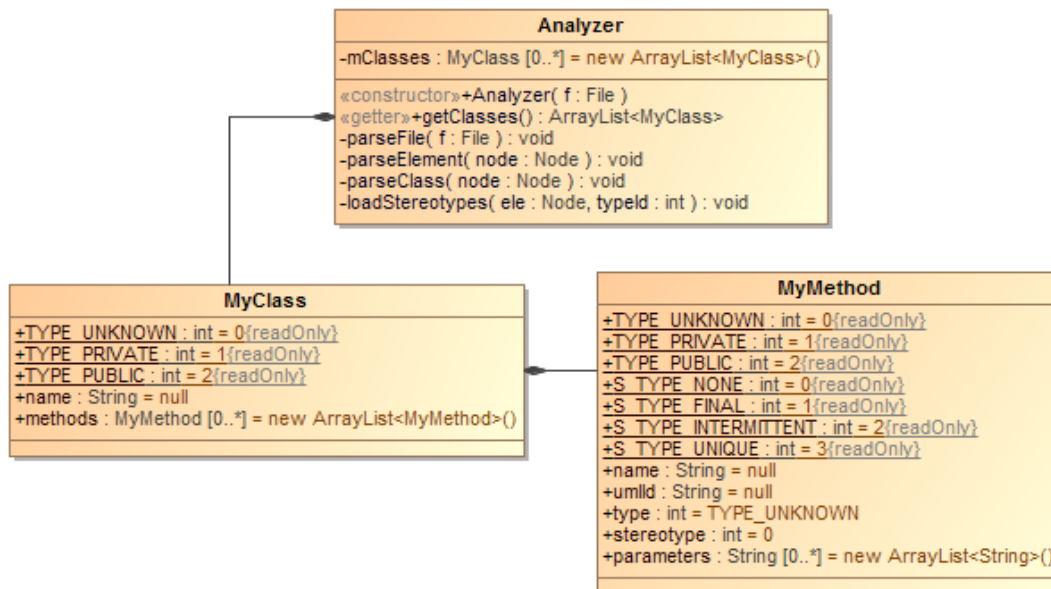 Analyzer
-mClasses : MyClass [0..*] = new ArrayList<MyClass>()
«constructor»+Analyzer( f : File )
«getter»+getClasses() : ArrayList<MyClass>
-parseFile( f : File ) : void
-parseElement( node : Node ) : void
-parseClass( node : Node ) : void
-loadStereotypes( ele : Node, typeId : int ) : void
MyClass
+TYPE_UNKNOWN : int = 0{readOnly}
+TYPE_PRIVATE : int = 1{readOnly}
+TYPE_PUBLIC : int = 2{readOnly}
+name : String = null
+methods : MyMethod [0..*] = new ArrayList<MyMethod>()
MyMethod
+TYPE_UNKNOWN : int = 0{readOnly}
+TYPE_PRIVATE : int = 1{readOnly}
+TYPE_PUBLIC : int = 2{readOnly}
+S_TYPE_NONE : int = 0{readOnly}
+S_TYPE_FINAL : int = 1{readOnly}
+S_TYPE_INTERMITTENT : int = 2{readOnly}
+S_TYPE_UNIQUE : int = 3{readOnly}
+name : String = null
+umlId : String = null
+type : int = TYPE_UNKNOWN
+stereotype : int = 0
+parameters : String [0..*] = new ArrayList<String>()